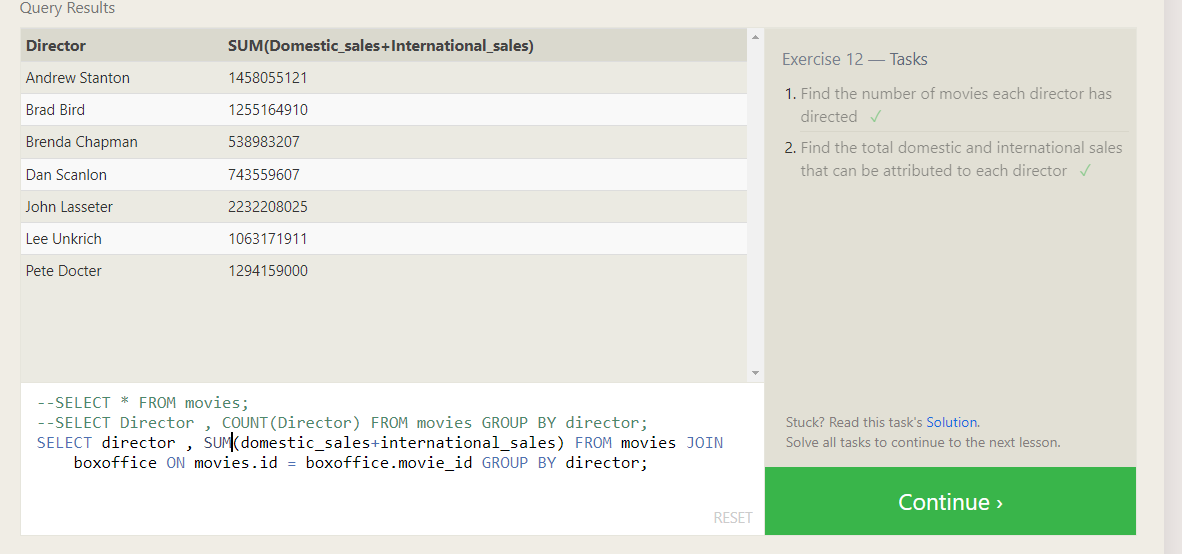 Query Results
Director SUM(Domestic_sales+International_sales)
Andrew Stanton 1458055121
Brad Bird 1255164910
Brenda Chapman 538983207
Dan Scanlon 743559607
John Lasseter 2232208025
Lee Unkrich 1063171911
Pete Docter 1294159000
--SELECT * FROM movies;
--SELECT Director , COUNT(Director) FROM movies GROUP BY director;
SELECT director , SUM(domestic_sales+international_sales) FROM movies JOIN
boxoffice ON movies.id = boxoffice.movie_id GROUP BY director;
RESET
Exercise 12 — Tasks
1. Find the number of movies each director has
directed ✓
2. Find the total domestic and international sales
that can be attributed to each director ✓
Stuck? Read this task's Solution.
Solve all tasks to continue to the next lesson.
Continue ›